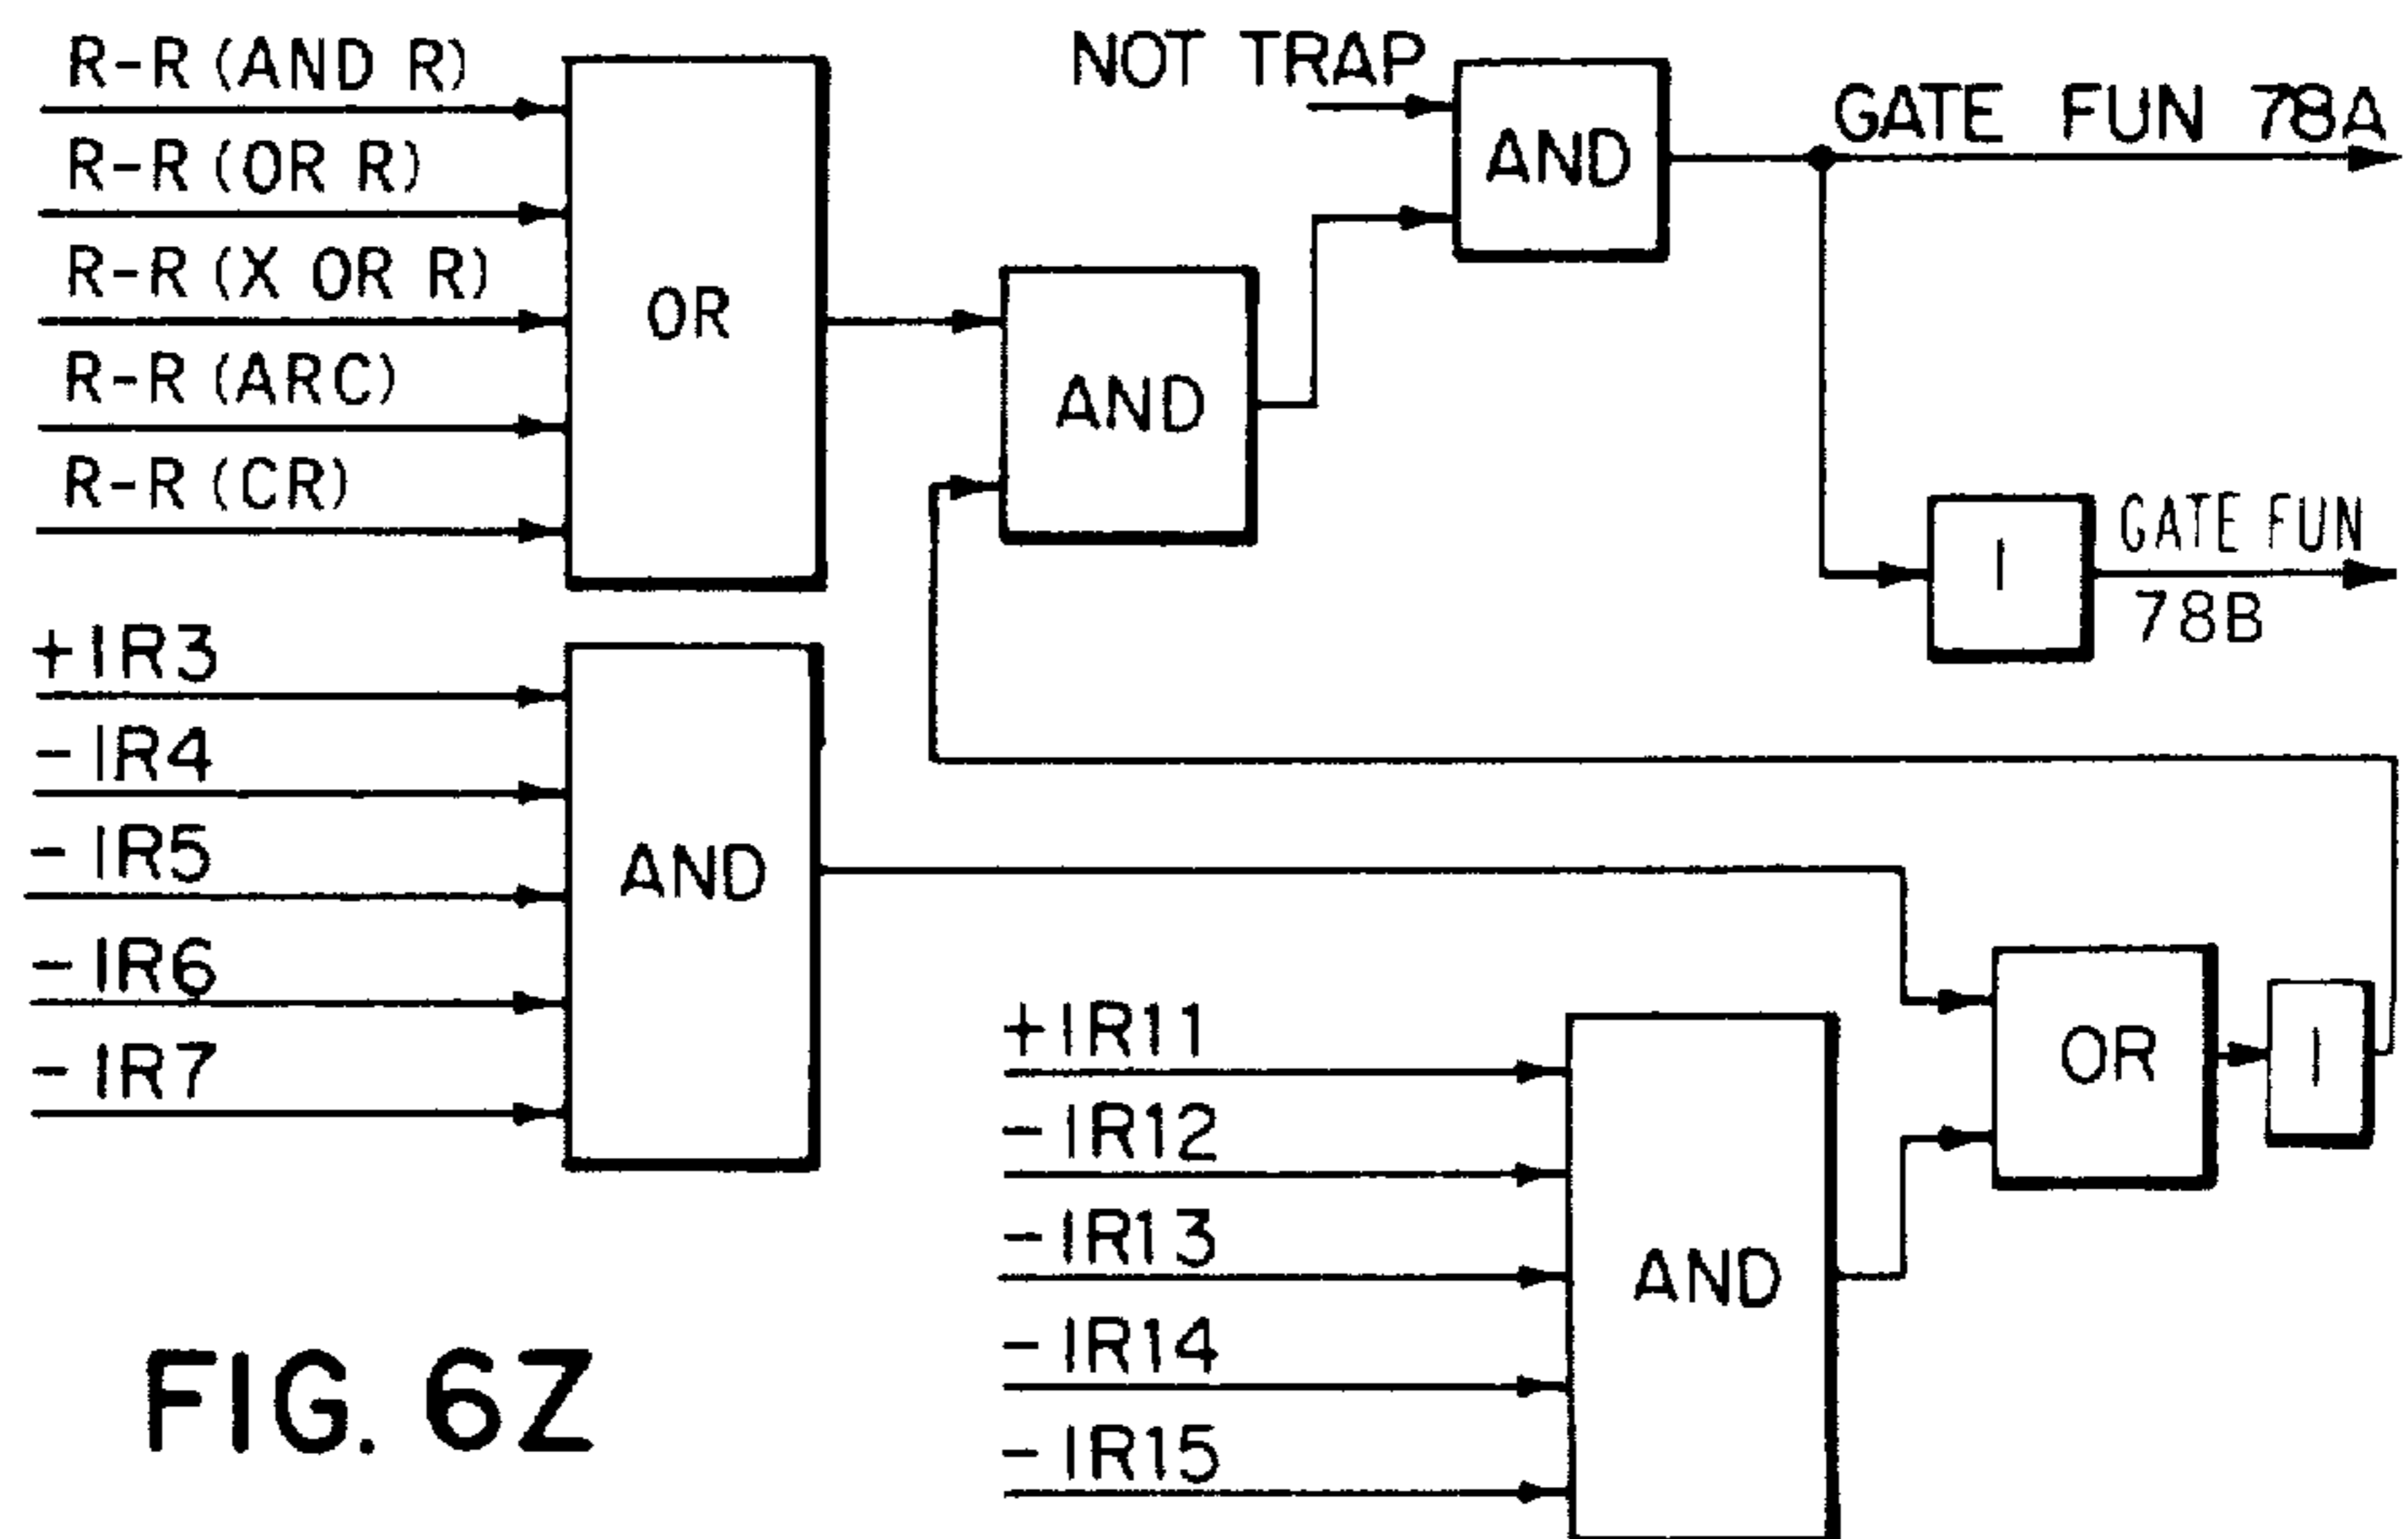 R-R (AND R)
R-R (OR R)
R-R (X OR R)
R-R (ARC)
R-R (CR)
OR
NOT TRAP
AND
GATE FUN 78A
AND
I
GATE FUN
78B
+IR3
-IR4
-IR5
-IR6
-IR7
AND
+IR11
-IR12
-IR13
-IR14
-IR15
AND
OR
I
FIG. 6Z